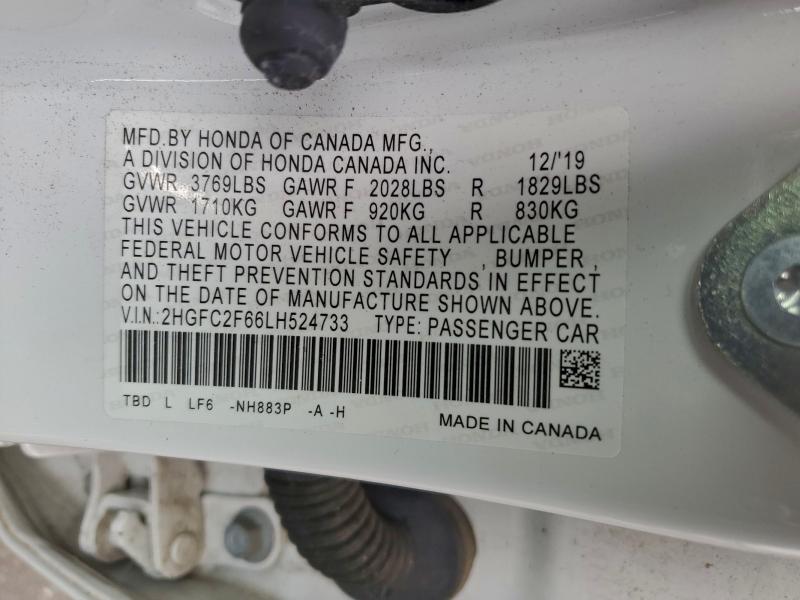 MFD.BY HONDA OF CANADA MFG.,
A DIVISION OF HONDA CANADA INC. 12/'19
GVWR 3769LBS GAWR F 2028LBS R 1829LBS
GVWR 1710KG GAWR F 920KG R 830KG
THIS VEHICLE CONFORMS TO ALL APPLICABLE
FEDERAL MOTOR VEHICLE SAFETY , BUMPER ,
AND THEFT PREVENTION STANDARDS IN EFFECT
ON THE DATE OF MANUFACTURE SHOWN ABOVE.
V.I.N.:2HGFC2F66LH524733 TYPE: PASSENGER CAR
TBD L LF6 -NH883P -A -H
MADE IN CANADA